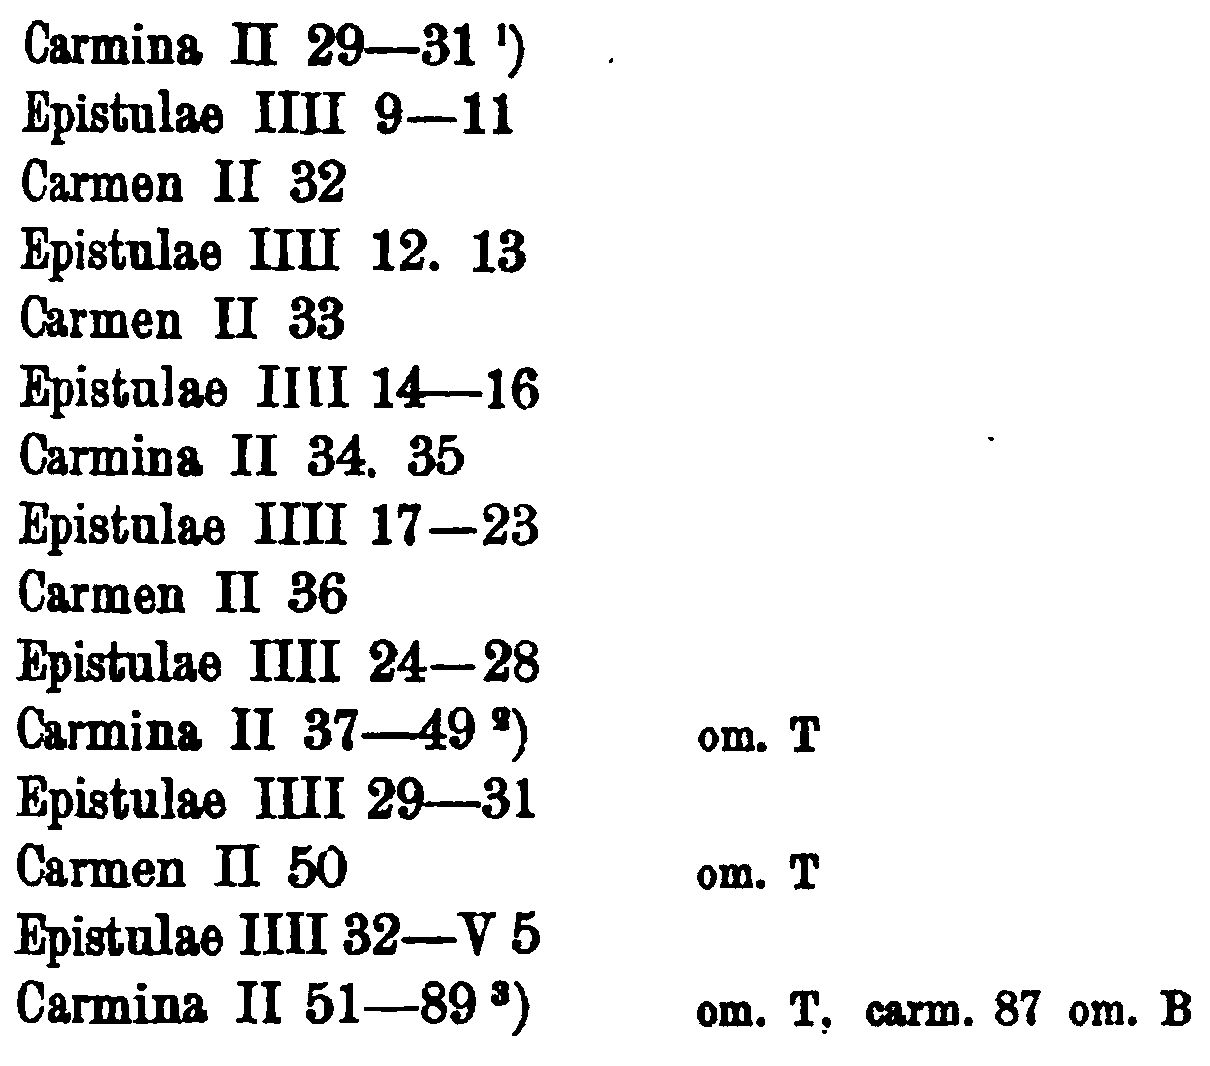 Carmina II 29—31 ¹)
Epistulae IIII 9—11
Carmen II 32
Epistulae IIII 12. 13
Carmen II 33
Epistulae IIII 14—16
Carmina II 34. 35
Epistulae IIII 17—23
Carmen II 36
Epistulae IIII 24—28
Carmina II 37—49 ²) om. T
Epistulae IIII 29—31
Carmen II 50 om. T
Epistulae IIII 32—V 5
Carmina II 51—89 ³) om. T, carm. 87 om. B